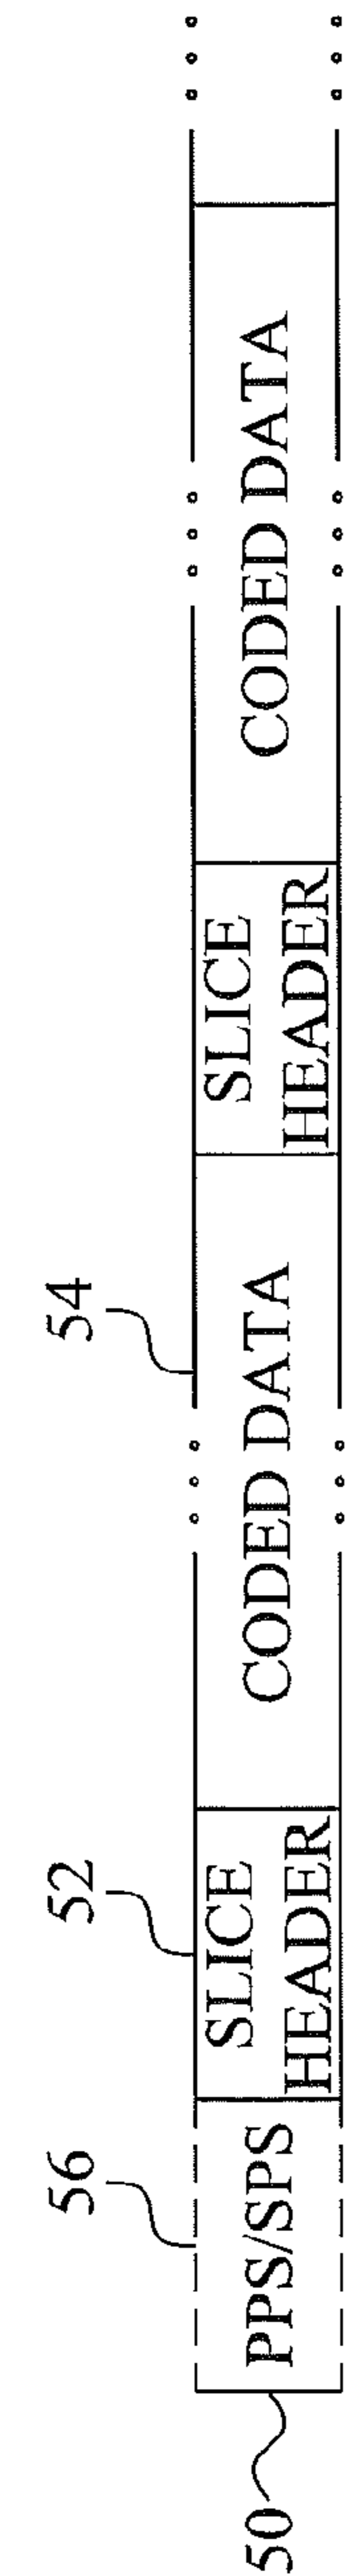 56
52
54
50
PPS/SPS
SLICE
HEADER
CODED DATA
SLICE
HEADER
CODED DATA